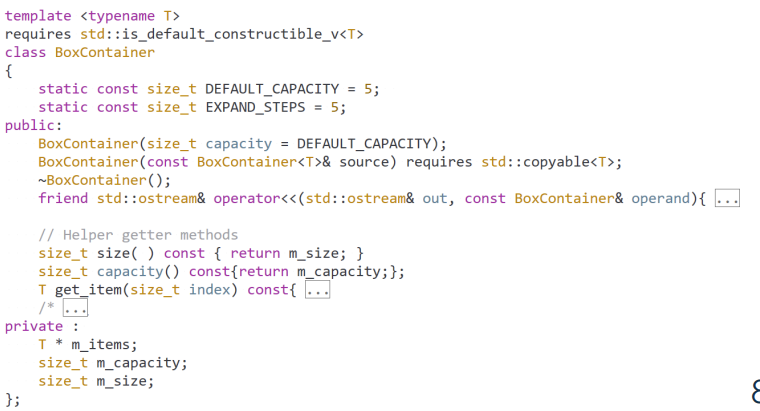 template <typename T>
requires std::is_default_constructible_v<T>
class BoxContainer
{
    static const size_t DEFAULT_CAPACITY = 5;
    static const size_t EXPAND_STEPS = 5;
public:
    BoxContainer(size_t capacity = DEFAULT_CAPACITY);
    BoxContainer(const BoxContainer<T>& source) requires std::copyable<T>;
    ~BoxContainer();
    friend std::ostream& operator<<(std::ostream& out, const BoxContainer& operand){ ...

    // Helper getter methods
    size_t size( ) const { return m_size; }
    size_t capacity() const{return m_capacity;};
    T get_item(size_t index) const{ ...
    /* ...
private :
    T * m_items;
    size_t m_capacity;
    size_t m_size;
};